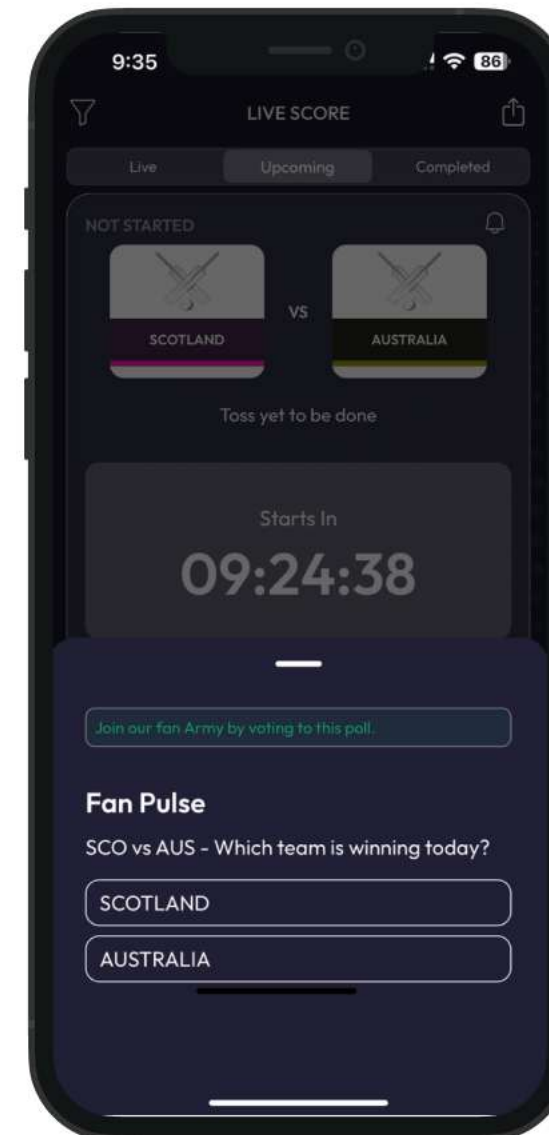 9:35
86
LIVE SCORE
Live Upcoming Completed
NOT STARTED
SCOTLAND
VS
AUSTRALIA
Toss yet to be done
Starts In
09:24:38
Join our fan Army by voting to this poll.
Fan Pulse
SCO vs AUS - Which team is winning today?
SCOTLAND
AUSTRALIA